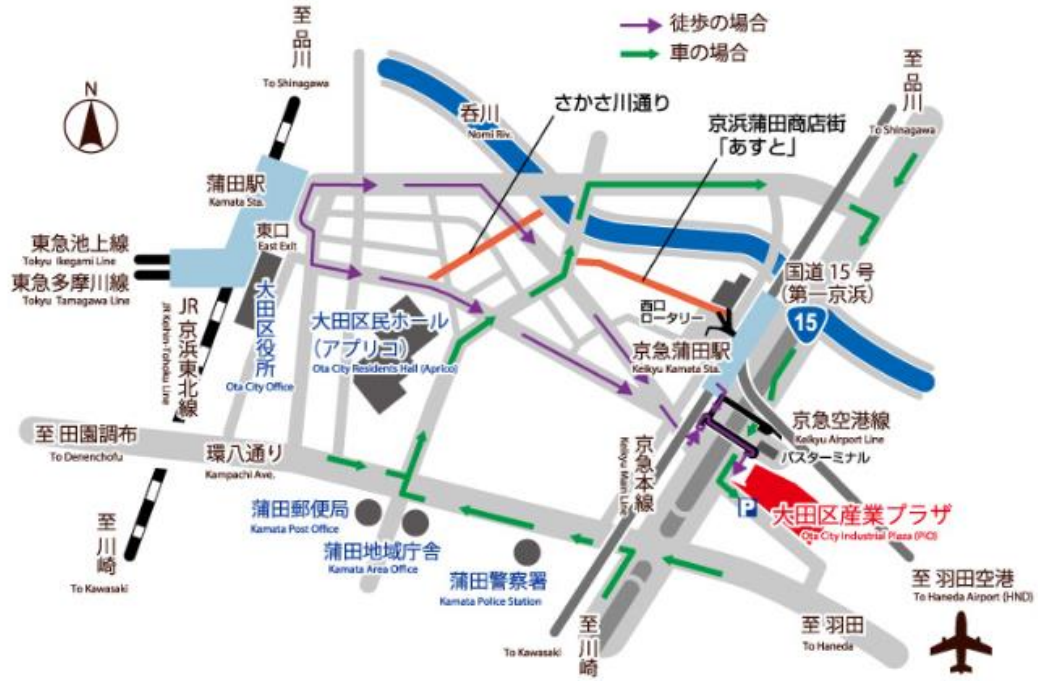 徒歩の場合
車の場合
N
至
品
川
To Shinagawa
至
品
川
To Shinagawa
呑川
Nomi Riv.
さかさ川通り
京浜蒲田商店街
「あすと」
蒲田駅
Kamata Sta.
東口
East Exit
東急池上線
Tokyu Ikegami Line
東急多摩川線
Tokyu Tamagawa Line
JR 京浜東北線
JR Keihin-Tohoku Line
大田区役所
Ota City Office
大田区民ホール
(アプリコ)
Ota City Residents Hall (Aprico)
西口
ロータリー
京急蒲田駅
Keikyu Kamata Sta.
国道 15 号
(第一京浜)
15
京急空港線
Keikyu Airport Line
バスターミナル
至 田園調布
To Denenchofu
環八通り
Kampachi Ave.
京急本線
Keikyu Main Line
P
大田区産業プラザ
Ota City Industrial Plaza (PiO)
蒲田郵便局
Kamata Post Office
蒲田地域庁舎
Kamata Area Office
蒲田警察署
Kamata Police Station
至
川
崎
To Kawasaki
To Kawasaki
至
川
崎
至 羽田
To Haneda
至 羽田空港
To Haneda Airport (HND)